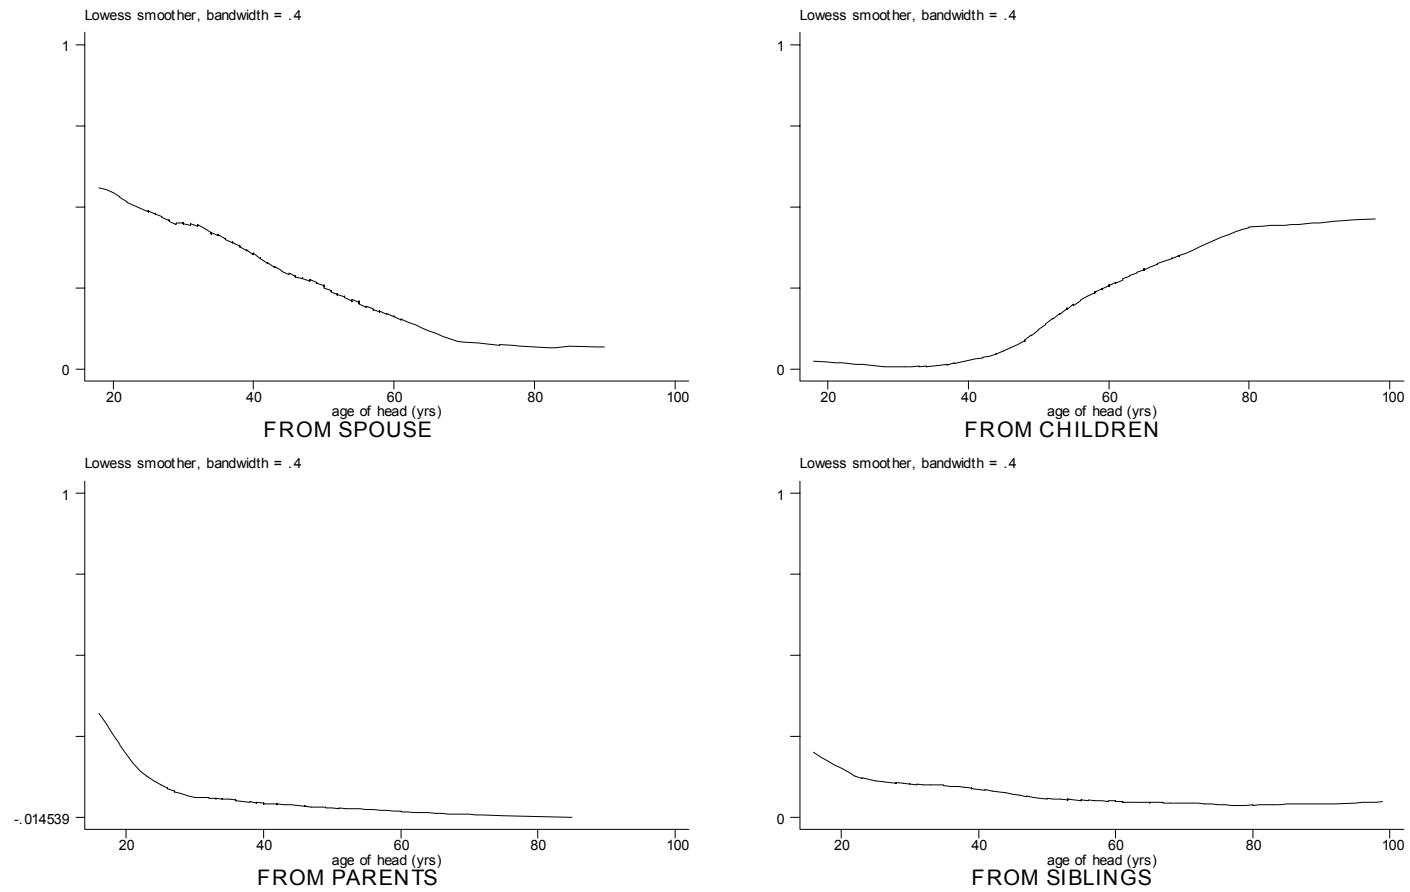 Lowess smoother, bandwidth = .4
1
0
20 40 60 80 100
age of head (yrs)
FROM SPOUSE
Lowess smoother, bandwidth = .4
1
0
20 40 60 80 100
age of head (yrs)
FROM CHILDREN
Lowess smoother, bandwidth = .4
1
-.014539
20 40 60 80 100
age of head (yrs)
FROM PARENTS
Lowess smoother, bandwidth = .4
1
0
20 40 60 80 100
age of head (yrs)
FROM SIBLINGS